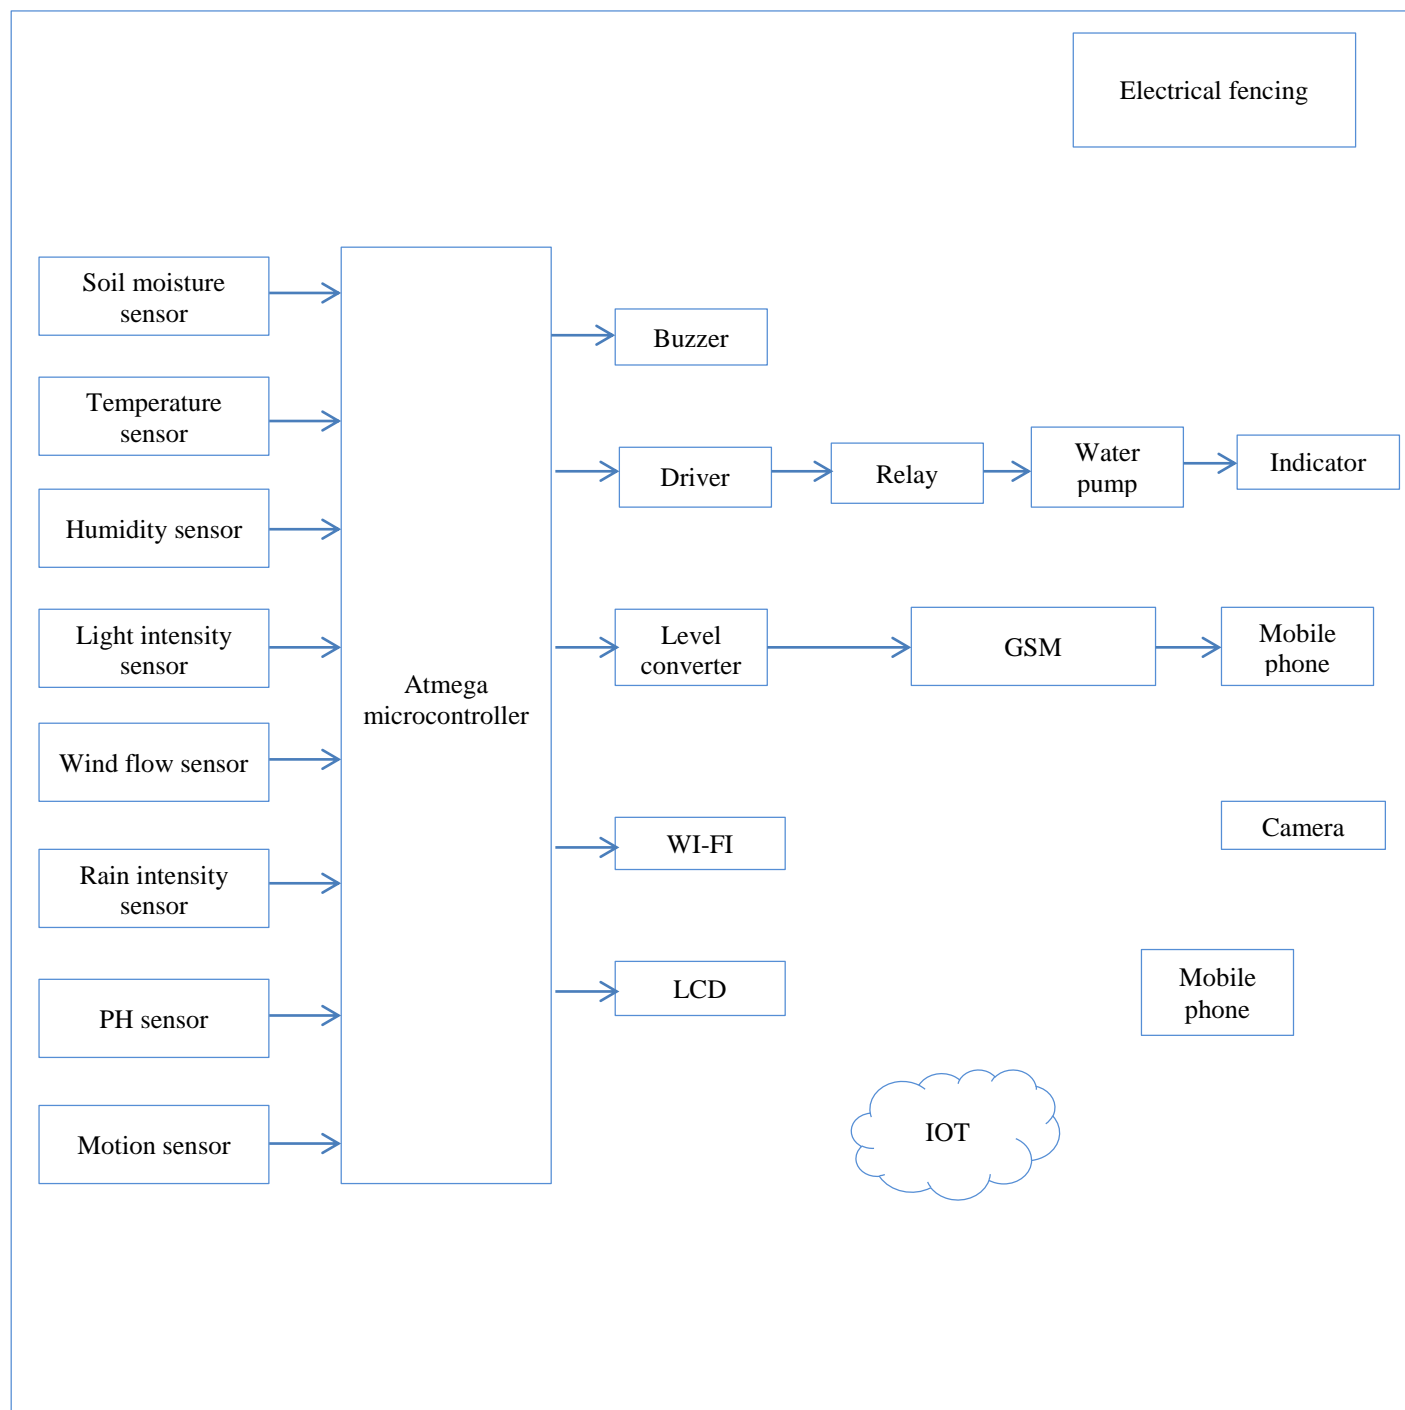 Electrical fencing
Soil moisture
sensor
Temperature
sensor
Humidity sensor
Light intensity
sensor
Wind flow sensor
Rain intensity
sensor
PH sensor
Motion sensor
Atmega
microcontroller
Buzzer
Driver
Relay
Water
pump
Indicator
Level
converter
GSM
Mobile
phone
WI-FI
Camera
LCD
Mobile
phone
IOT